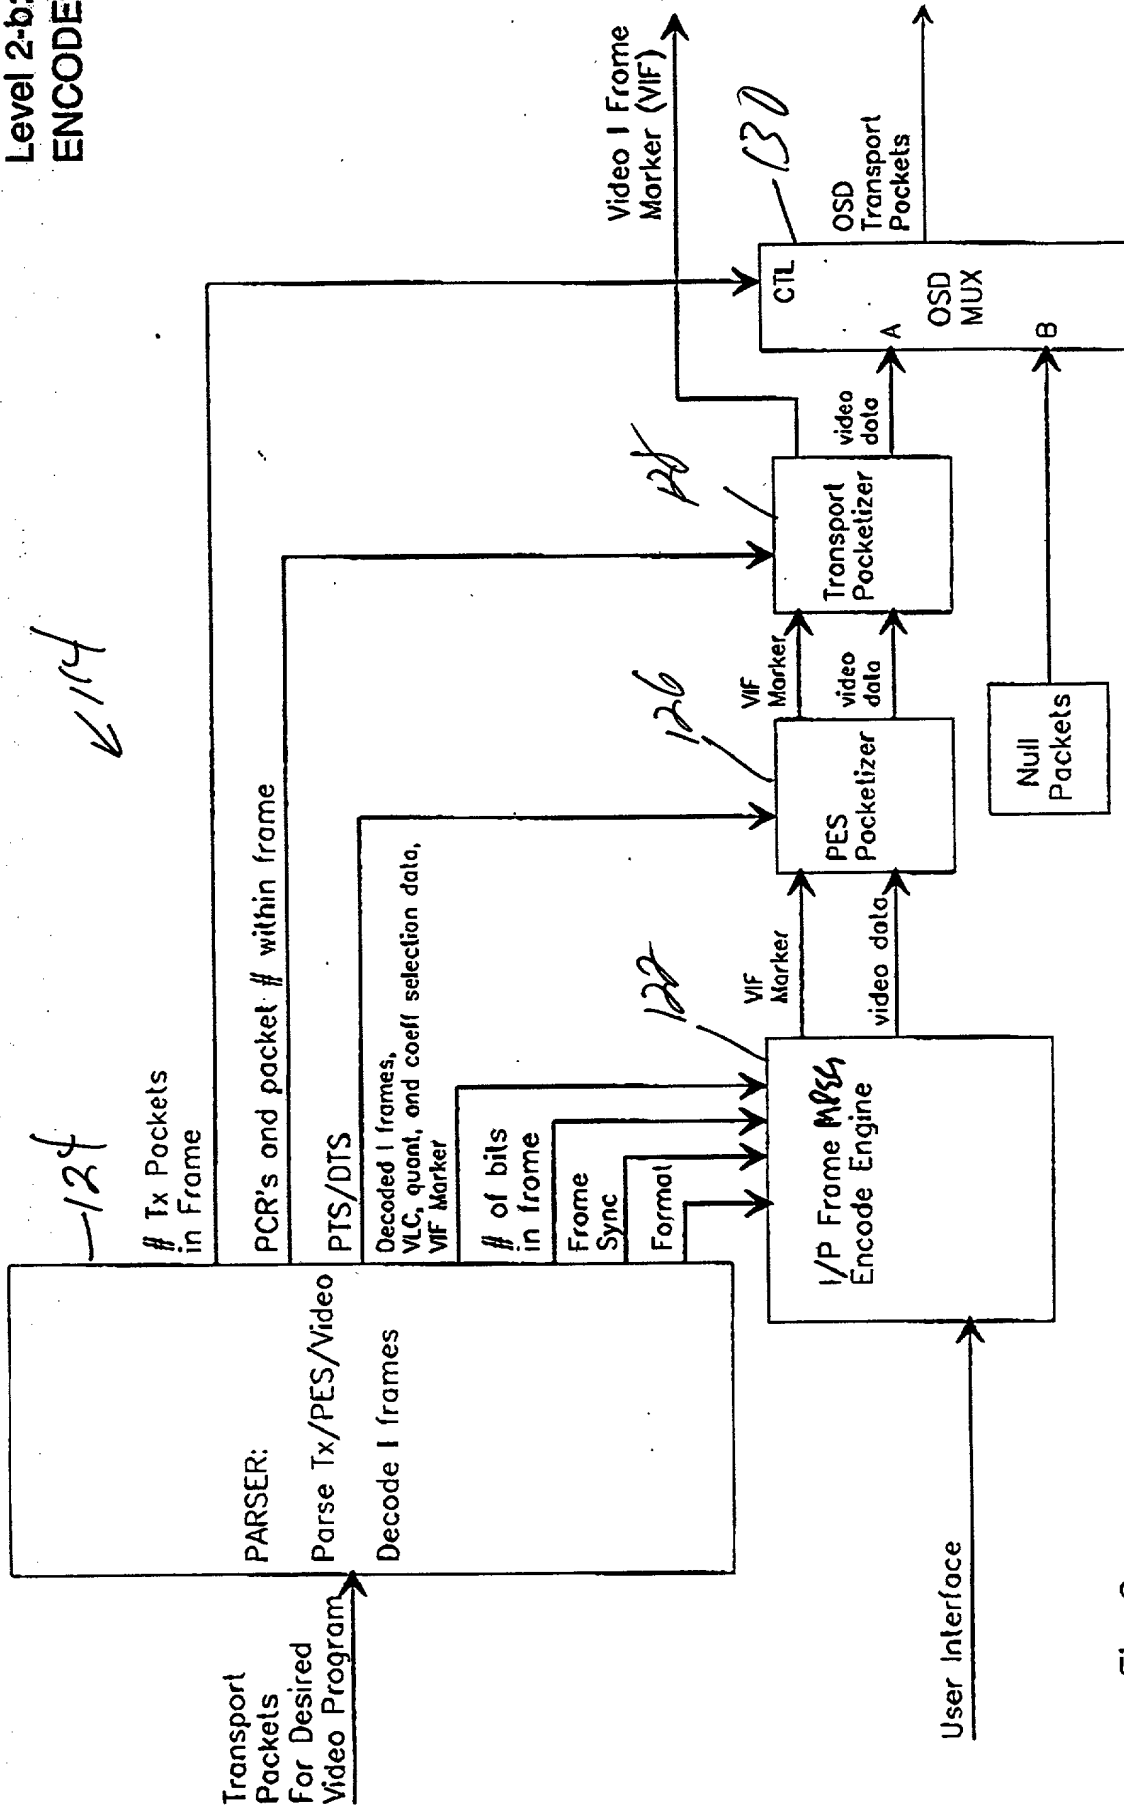 Level 2-b:
ENCODE
114
124
PARSER:
Parse Tx/PES/Video
Decode I frames
Transport
Packets
For Desired
Video Program
# Tx Packets
in Frame
PCR's and packet # within frame
PTS/DTS
Decoded I frames,
VLC, quant, and coeff selection data,
VIF Marker
# of bits
in frame
Frame
Sync
Format
User Interface
122
I/P Frame MPEG
Encode Engine
VIF
Marker
video data
126
PES
Packetizer
VIF
Marker
video
data
128
Transport
Packetizer
video
data
Null
Packets
Video I Frame
Marker (VIF)
130
CTL
A
OSD
MUX
B
OSD
Transport
Packets